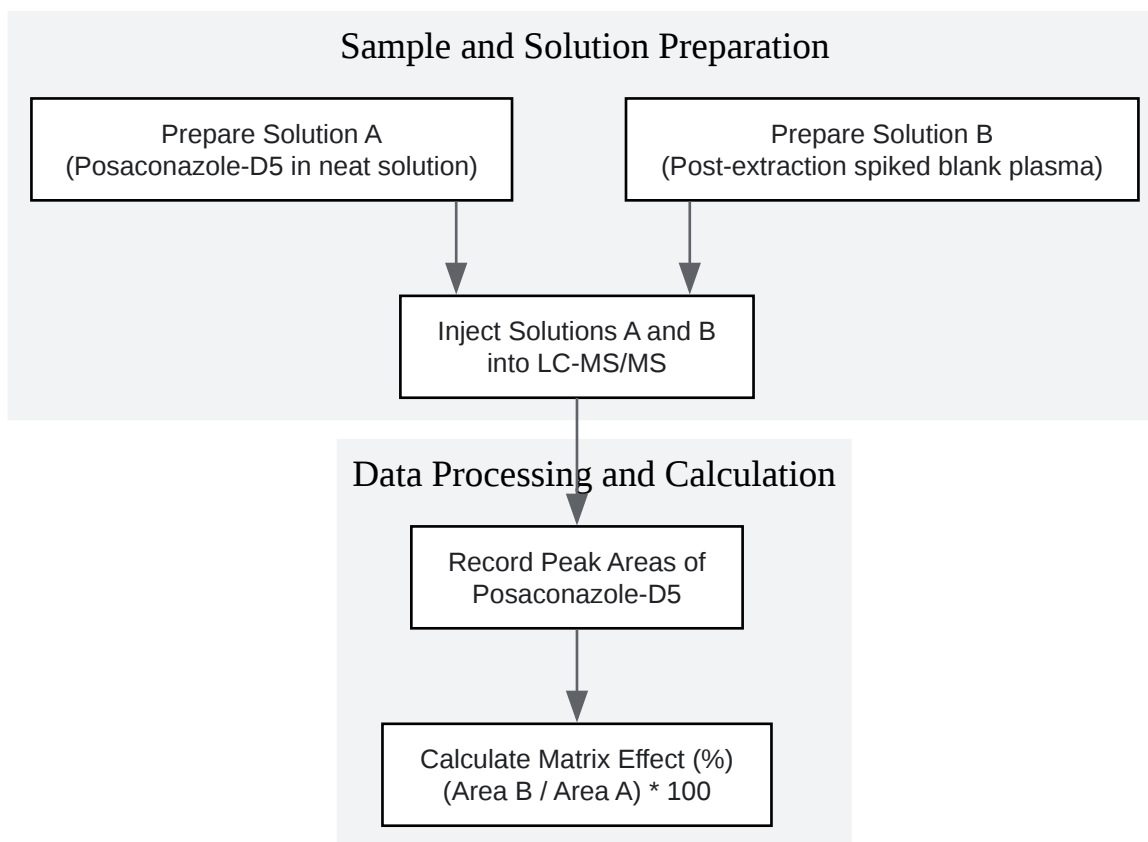 Sample and Solution Preparation
Prepare Solution A
(Posaconazole-D5 in neat solution)
Prepare Solution B
(Post-extraction spiked blank plasma)
Inject Solutions A and B
into LC-MS/MS
Data Processing and Calculation
Record Peak Areas of
Posaconazole-D5
Calculate Matrix Effect (%)
(Area B / Area A) * 100